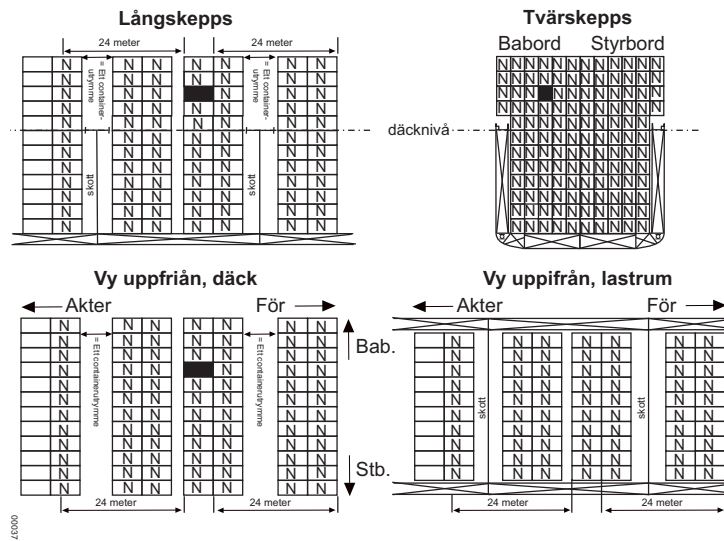 Långskepps
24 meter
24 meter
= Ett container-
utrymme
= Ett container-
utrymme
skott
skott
Tvärskepps
Babord
Styrbord
däcknivå
Vy uppfriån, däck
Akter
För
= Ett containerutrymme
= Ett containerutrymme
Bab.
Stb.
24 meter
24 meter
Vy uppifrån, lastrum
Akter
För
skott
skott
24 meter
24 meter
00037